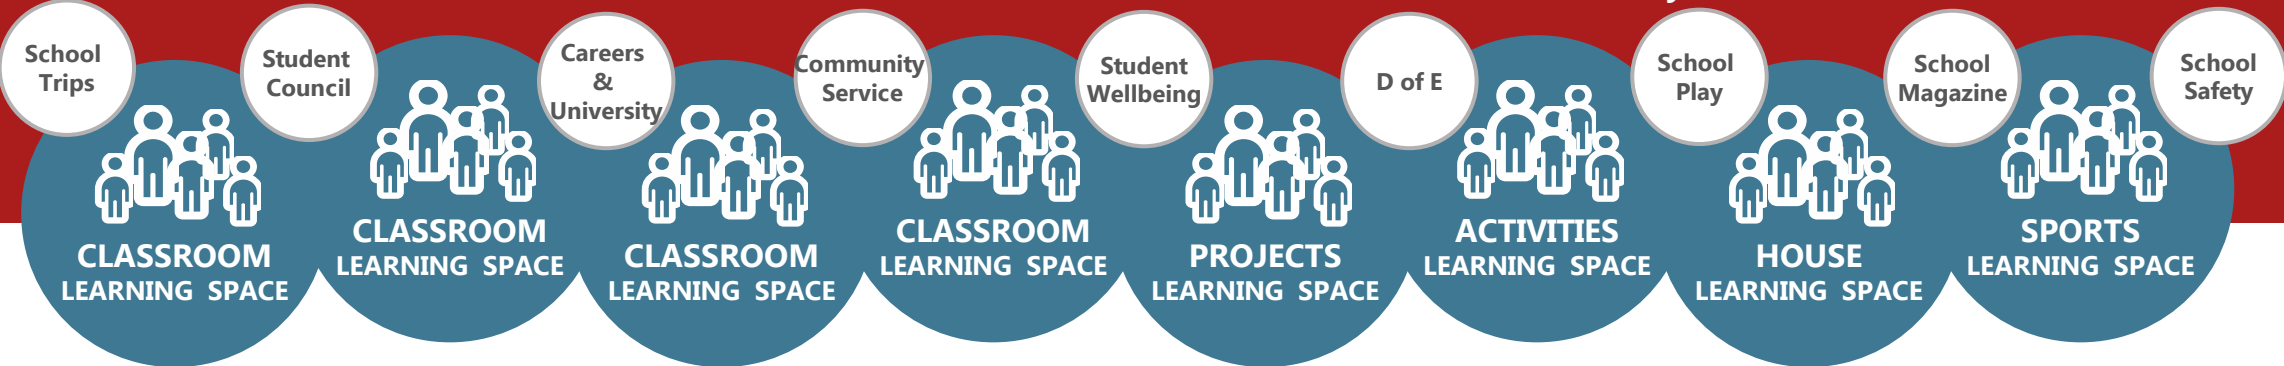 School
Trips
Student
Council
Careers
&
University
Community
Service
Student
Wellbeing
D of E
School
Play
School
Magazine
School
Safety
CLASSROOM
LEARNING SPACE
CLASSROOM
LEARNING SPACE
CLASSROOM
LEARNING SPACE
CLASSROOM
LEARNING SPACE
PROJECTS
LEARNING SPACE
ACTIVITIES
LEARNING SPACE
HOUSE
LEARNING SPACE
SPORTS
LEARNING SPACE